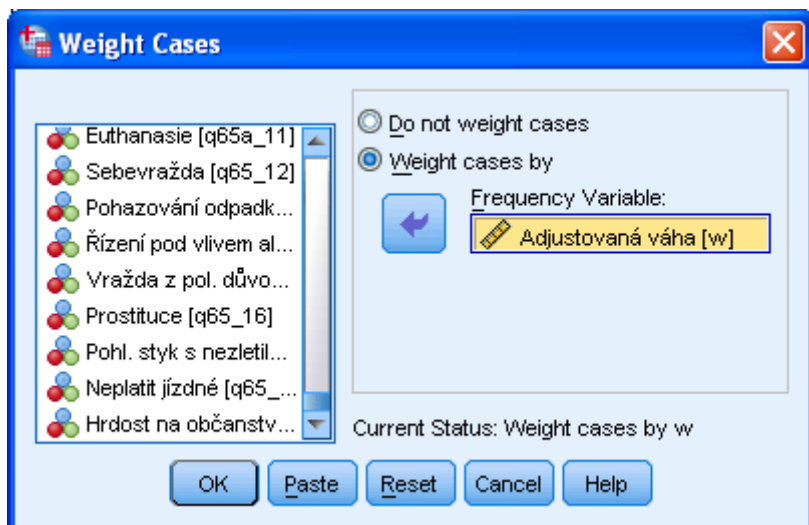 Weight Cases
Euthanasie [q65a_11]
Sebevražda [q65_12]
Pohazování odpadk...
Řízení pod vlivem al...
Vražda z pol. důvo...
Prostituce [q65_16]
Pohl. styk s nezletil...
Neplatit jízdné [q65_...
Hrdost na občanstv...
Do not weight cases
Weight cases by
Frequency Variable:
Adjustovaná váha [w]
Current Status: Weight cases by w
OK
Paste
Reset
Cancel
Help